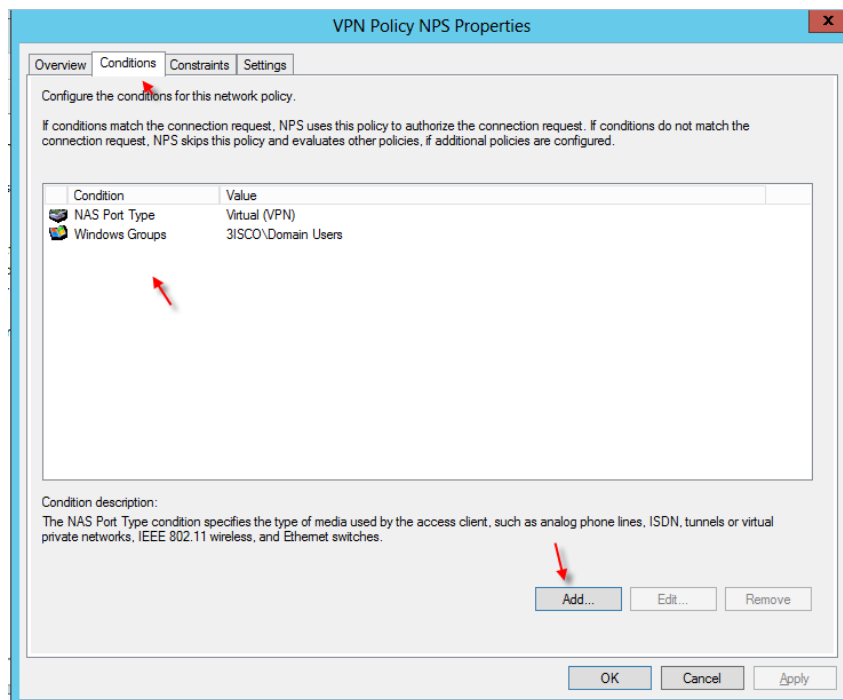 VPN Policy NPS Properties
x
Overview Conditions Constraints Settings
Configure the conditions for this network policy.
If conditions match the connection request, NPS uses this policy to authorize the connection request. If conditions do not match the
connection request, NPS skips this policy and evaluates other policies, if additional policies are configured.
Condition Value
NAS Port Type Virtual (VPN)
Windows Groups 3ISCO\Domain Users
Condition description:
The NAS Port Type condition specifies the type of media used by the access client, such as analog phone lines, ISDN, tunnels or virtual
private networks, IEEE 802.11 wireless, and Ethernet switches.
Add... Edit... Remove
OK Cancel Apply